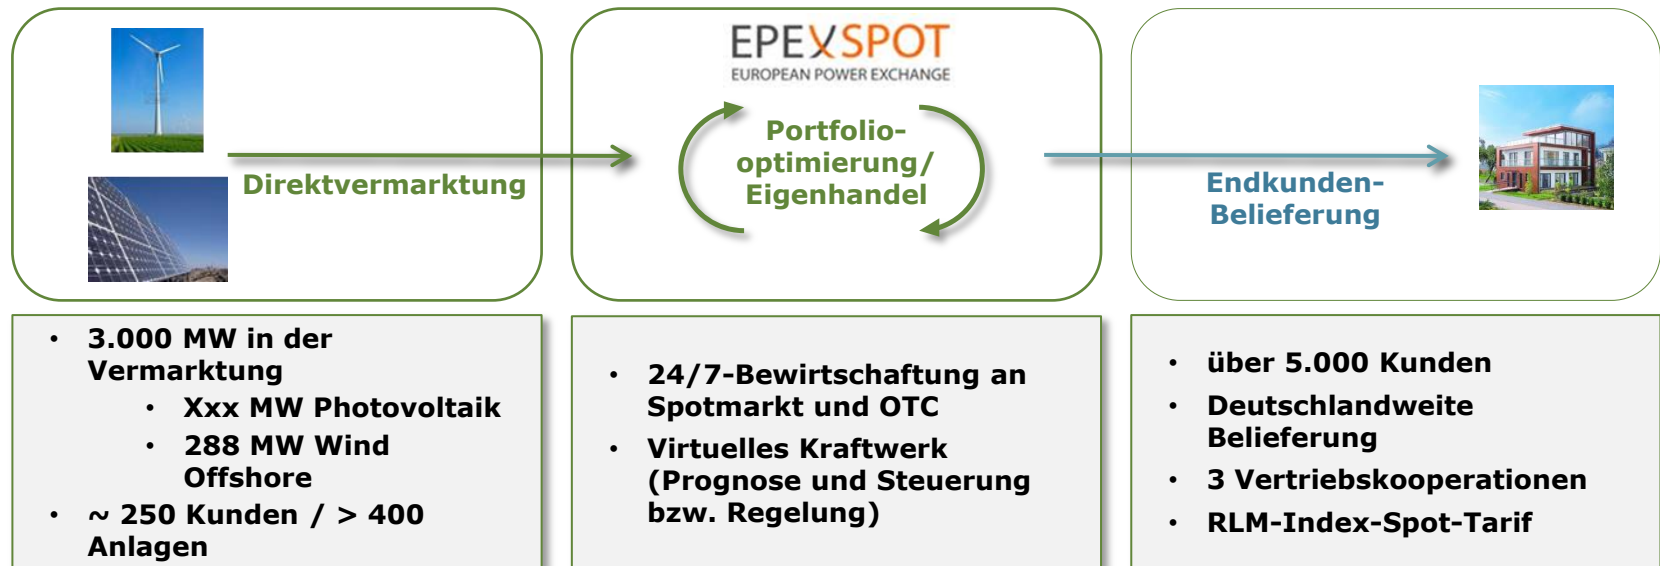 EPEXSPOT
EUROPEAN POWER EXCHANGE
Direktvermarktung
Portfolio-
optimierung/
Eigenhandel
Endkunden-
Belieferung
• 3.000 MW in der
Vermarktung
• Xxx MW Photovoltaik
• 288 MW Wind
Offshore
• ~ 250 Kunden / > 400
Anlagen
• 24/7-Bewirtschaftung an
Spotmarkt und OTC
• Virtuelles Kraftwerk
(Prognose und Steuerung
bzw. Regelung)
• über 5.000 Kunden
• Deutschlandweite
Belieferung
• 3 Vertriebskooperationen
• RLM-Index-Spot-Tarif